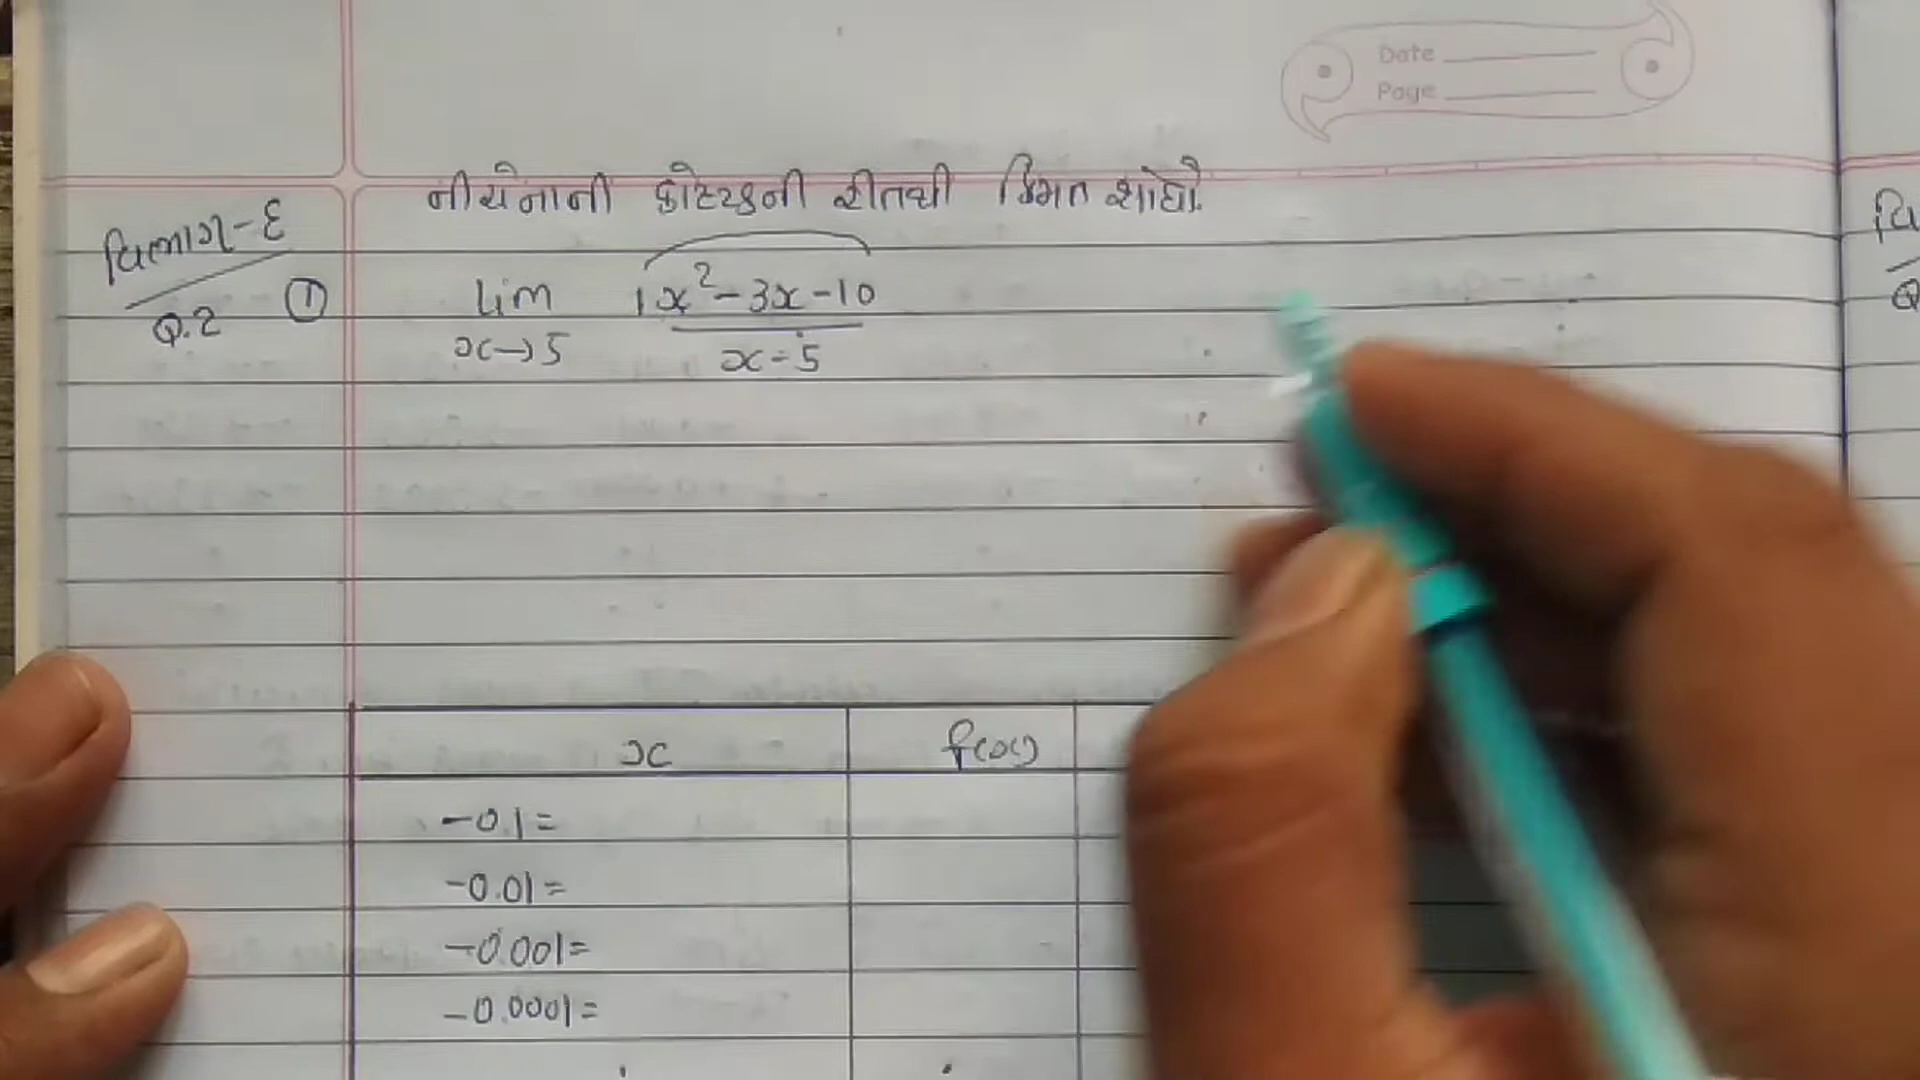 Date
Page
નીચેનાની કોષ્ટકની રીતથી કિંમત શોધો.
વિભાગ-E
Q.2 ①
lim 1x²-3x-10
x→5 x-5
x f(x)
-0.1=
-0.01=
-0.001=
-0.0001=
Q